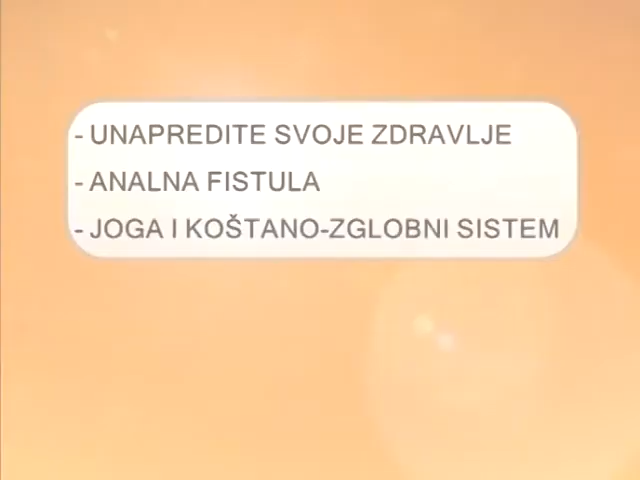 - UNAPREDITE SVOJE ZDRAVLJE
- ANALNA FISTULA
- JOGA I KOŠTANO-ZGLOBNI SISTEM